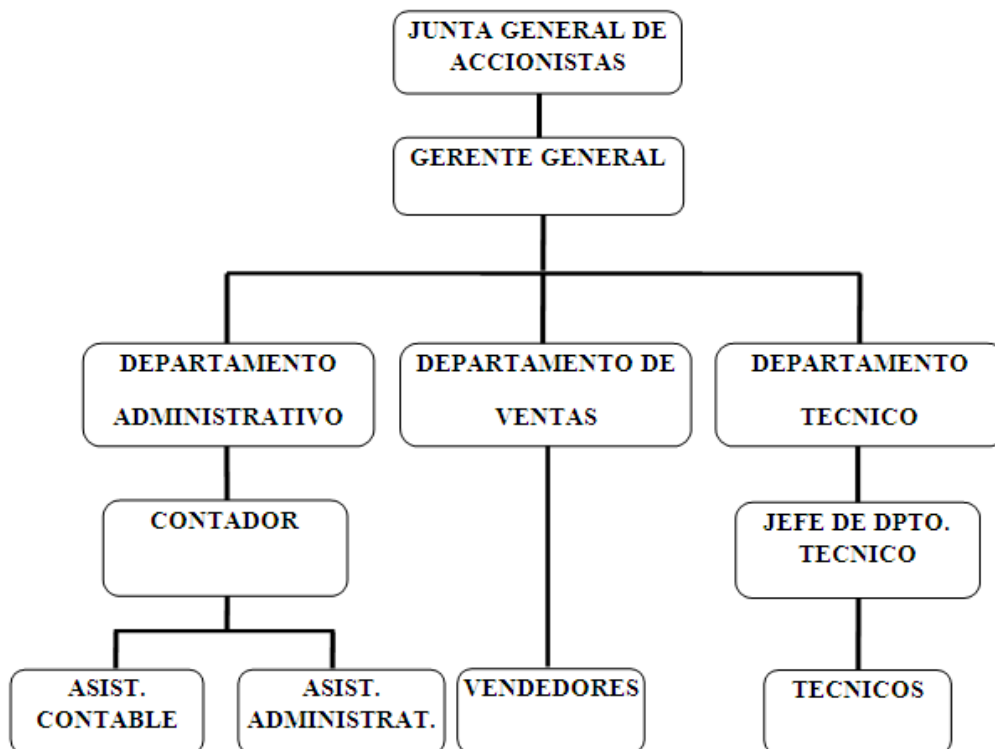 JUNTA GENERAL DE
ACCIONISTAS
GERENTE GENERAL
DEPARTAMENTO
ADMINISTRATIVO
DEPARTAMENTO DE
VENTAS
DEPARTAMENTO
TECNICO
CONTADOR
JEFE DE DPTO.
TECNICO
ASIST.
CONTABLE
ASIST.
ADMINISTRAT.
VENDEDORES
TECNICOS